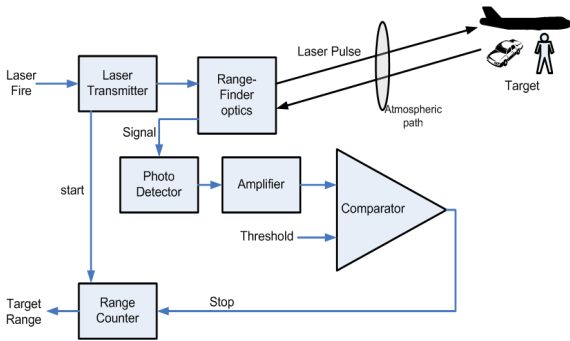 Laser
Fire
Laser
Transmitter
Range-
Finder
optics
Laser Pulse
Target
Atmospheric
path
Signal
Photo
Detector
Amplifier
Comparator
start
Threshold
Target
Range
Range
Counter
Stop